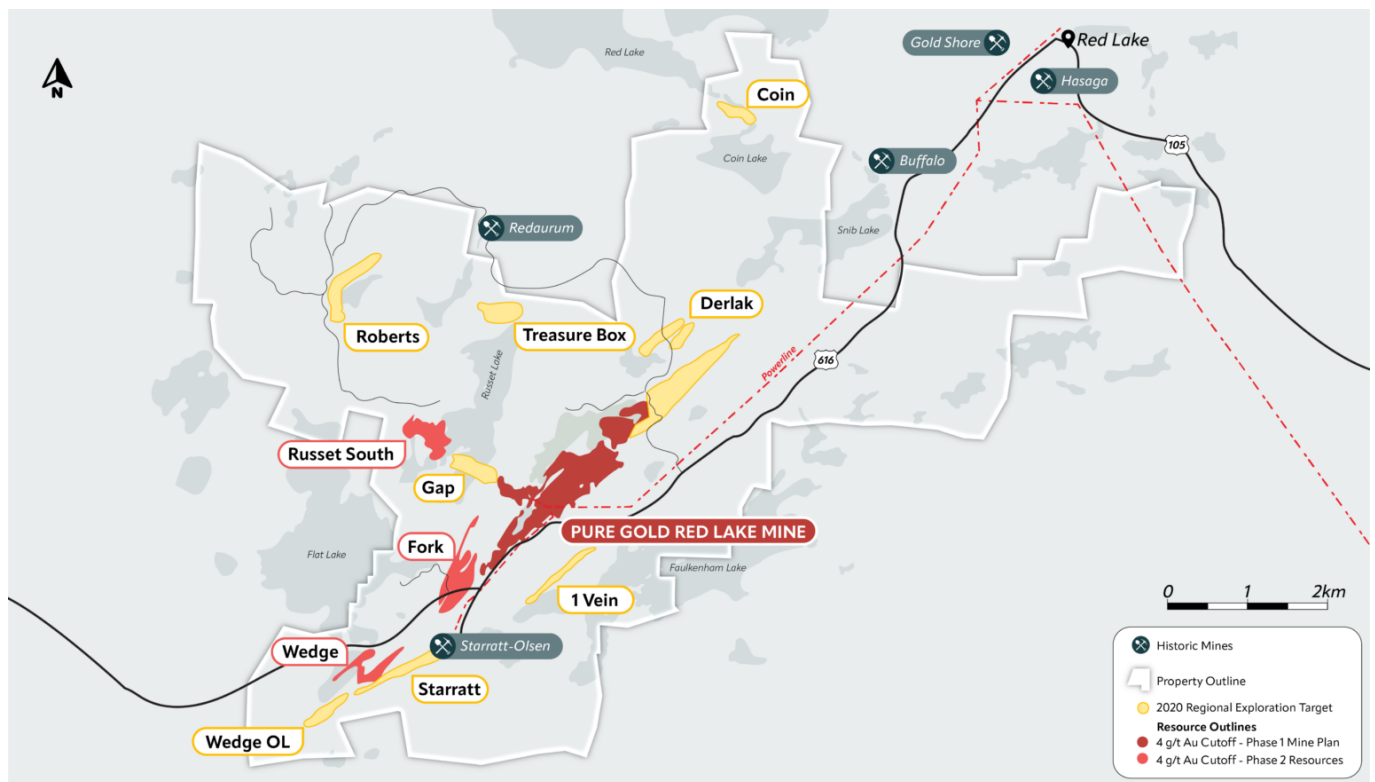 Red Lake
Gold Shore
Red Lake
Hasaga
Coin
Coin Lake
Buffalo
105
Redaurum
Snib Lake
Derlak
Roberts
Treasure Box
Russet Lake
Powerline
616
Russet South
Gap
PURE GOLD RED LAKE MINE
Fork
Flat Lake
Faulkenham Lake
1 Vein
Starratt-Olsen
Wedge
Starratt
Wedge OL
N
0 1 2km
Historic Mines
Property Outline
2020 Regional Exploration Target
Resource Outlines
4 g/t Au Cutoff - Phase 1 Mine Plan
4 g/t Au Cutoff - Phase 2 Resources